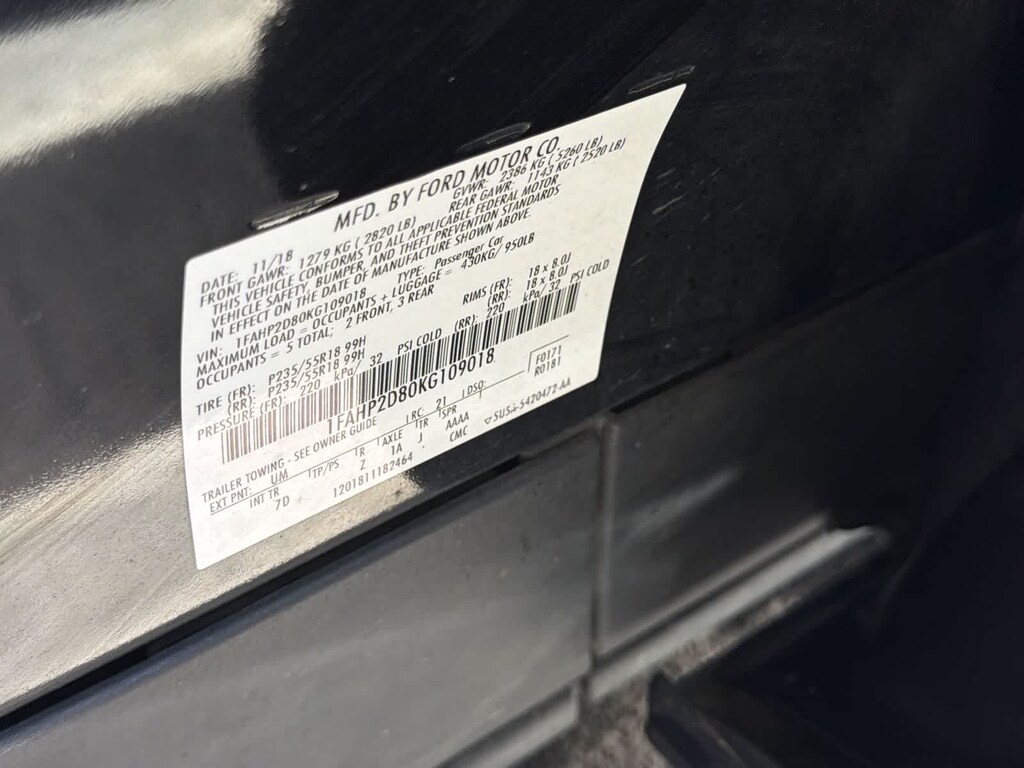 MFD. BY FORD MOTOR CO.
DATE: 11/18 GVWR: 2386 KG ( 5260 LB)
FRONT GAWR: 1279 KG ( 2820 LB) REAR GAWR: 1143 KG ( 2520 LB)
THIS VEHICLE CONFORMS TO ALL APPLICABLE FEDERAL MOTOR
VEHICLE SAFETY, BUMPER, AND THEFT PREVENTION STANDARDS
IN EFFECT ON THE DATE OF MANUFACTURE SHOWN ABOVE.
VIN: 1FAHP2D80KG109018 TYPE: Passenger Car
MAXIMUM LOAD = OCCUPANTS + LUGGAGE = 430KG/ 950LB
OCCUPANTS = 5 TOTAL; 2 FRONT, 3 REAR
TIRE (FR): P235/55R18 99H RIMS (FR): 18 x 8.0J
(RR): P235/55R18 99H (RR): 18 x 8.0J
PRESSURE (FR): 220 kPa/ 32 PSI COLD (RR): 220 kPa/ 32 PSI COLD
1FAHP2D80KG109018
F0171
R0181
TRAILER TOWING - SEE OWNER GUIDE RC: 21 DSO:
EXT PNT: UM TP/PS R AXLE TR SPR
INT TR Z 1A J AAAA
7D 1201811182464 CMC
5420472-AA